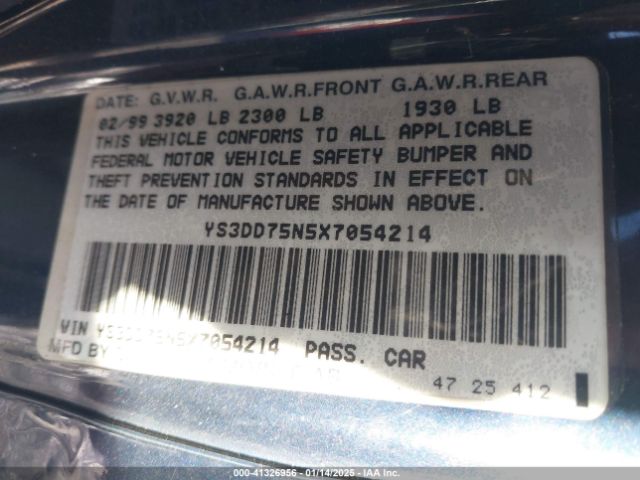 DATE: G.V.W.R. G.A.W.R.FRONT G.A.W.R.REAR
02/99 3920 LB 2300 LB 1930 LB
THIS VEHICLE CONFORMS TO ALL APPLICABLE
FEDERAL MOTOR VEHICLE SAFETY BUMPER AND
THEFT PREVENTION STANDARDS IN EFFECT ON
THE DATE OF MANUFACTURE SHOWN ABOVE.
YS3DD75N5X7054214
VIN YS3DD75N5X7054214 PASS. CAR
MFD BY
47 25 412
000-41326956 - 01/14/2025 - IAA Inc.